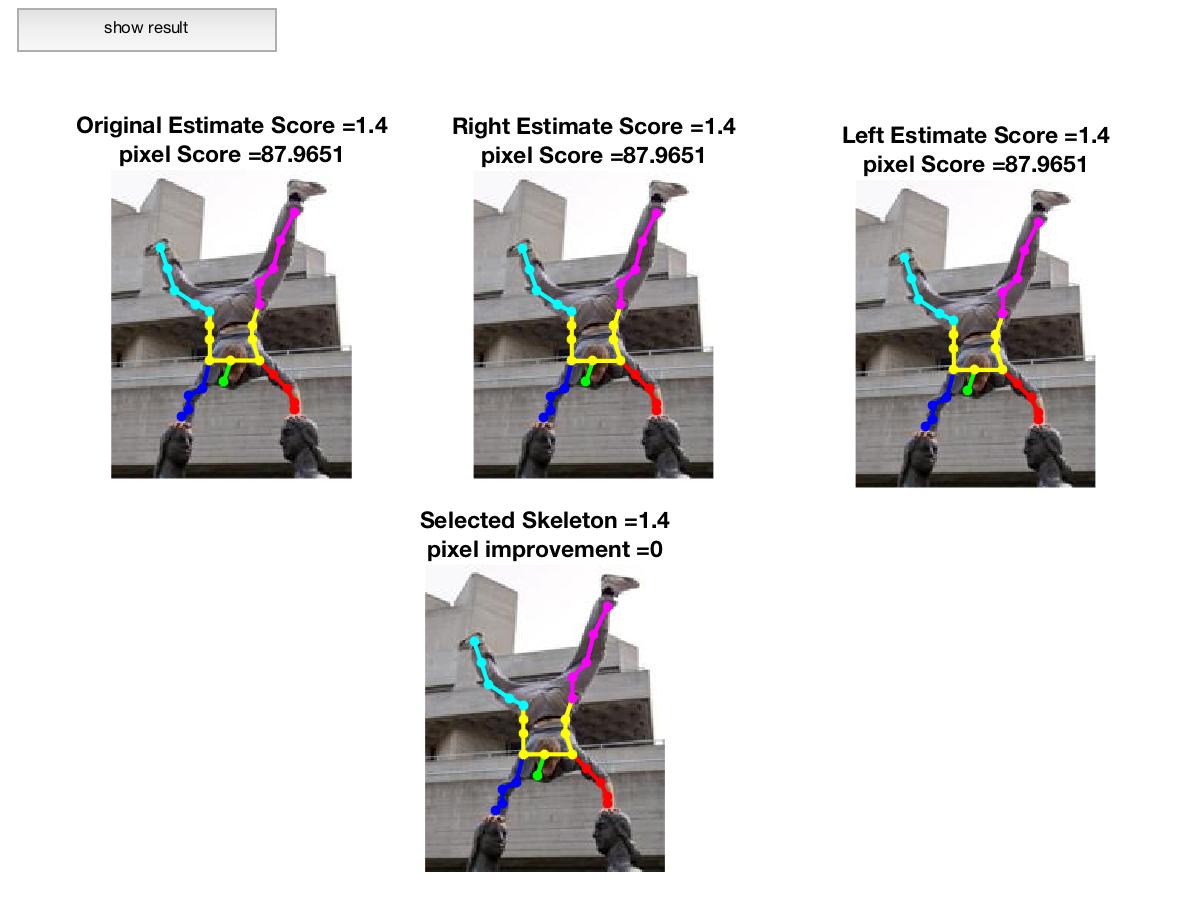 show result
Original Estimate Score =1.4
pixel Score =87.9651
Right Estimate Score =1.4
pixel Score =87.9651
Left Estimate Score =1.4
pixel Score =87.9651
Selected Skeleton =1.4
pixel improvement =0